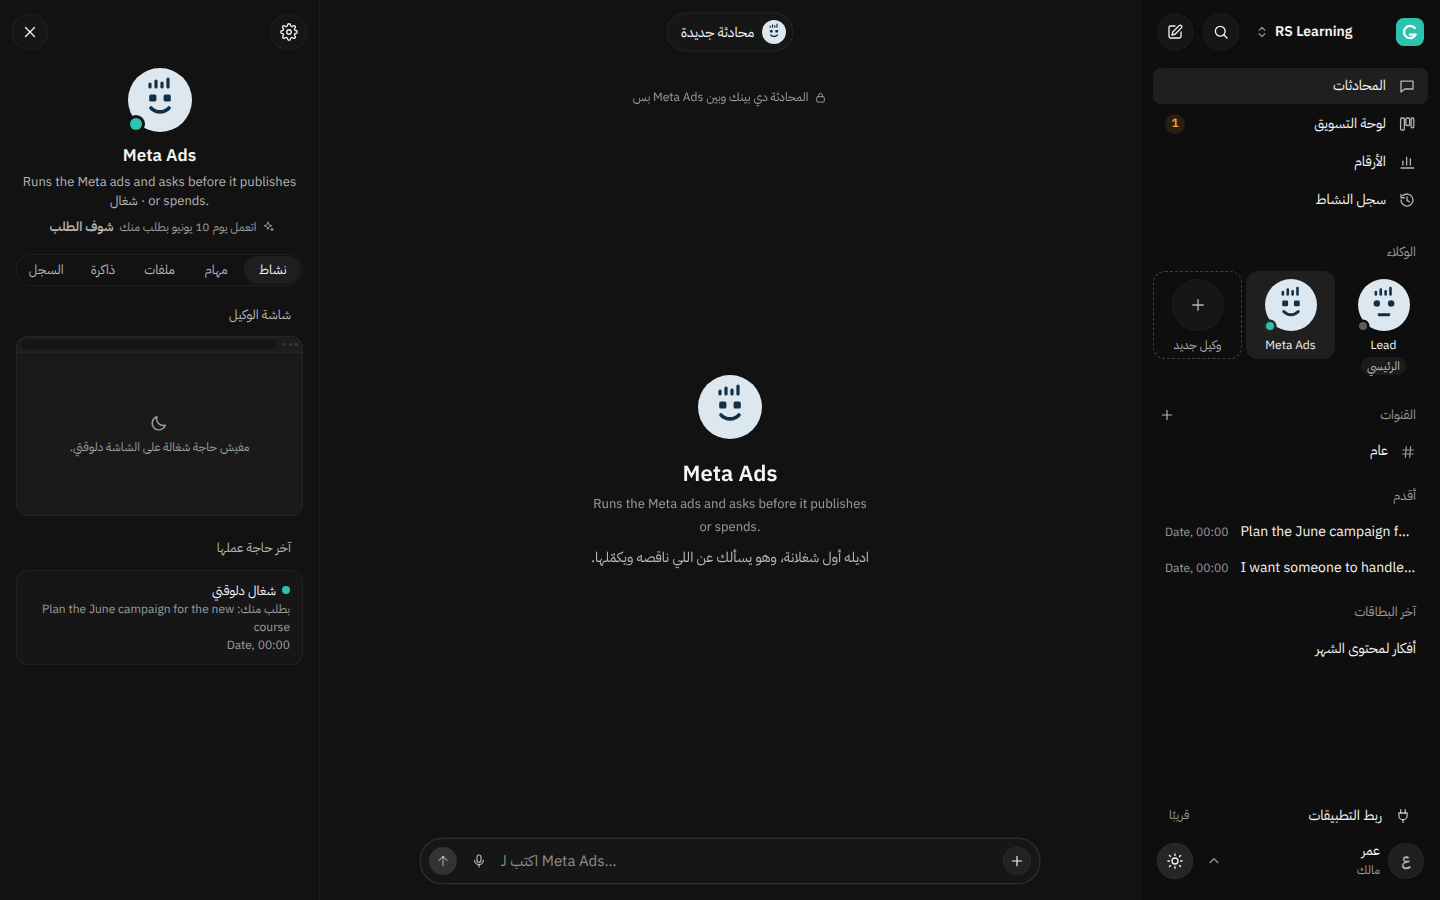 RS Learning
المحادثات
لوحة التسويق
1
الأرقام
سجل النشاط
الوكلاء
Lead
الرئيسي
Meta Ads
وكيل جديد
القنوات
عام
أقدم
Plan the June campaign f...
Date, 00:00
I want someone to handle...
Date, 00:00
آخر البطاقات
أفكار لمحتوى الشهر
ربط التطبيقات
قريبًا
ع
عمر
مالك
محادثة جديدة
المحادثة دي بينك وبين Meta Ads بس
Meta Ads
Runs the Meta ads and asks before it publishes
or spends.
اديله أول شغلانة، وهو يسألك عن اللي ناقصه ويكمّلها.
اكتب لـ Meta Ads...
Meta Ads
Runs the Meta ads and asks before it publishes
or spends. · شغال
اتعمل يوم 10 يونيو بطلب منك شوف الطلب
نشاط
مهام
ملفات
ذاكرة
السجل
شاشة الوكيل
مفيش حاجة شغالة على الشاشة دلوقتي.
آخر حاجة عملها
شغال دلوقتي
بطلب منك: Plan the June campaign for the new
course
Date, 00:00